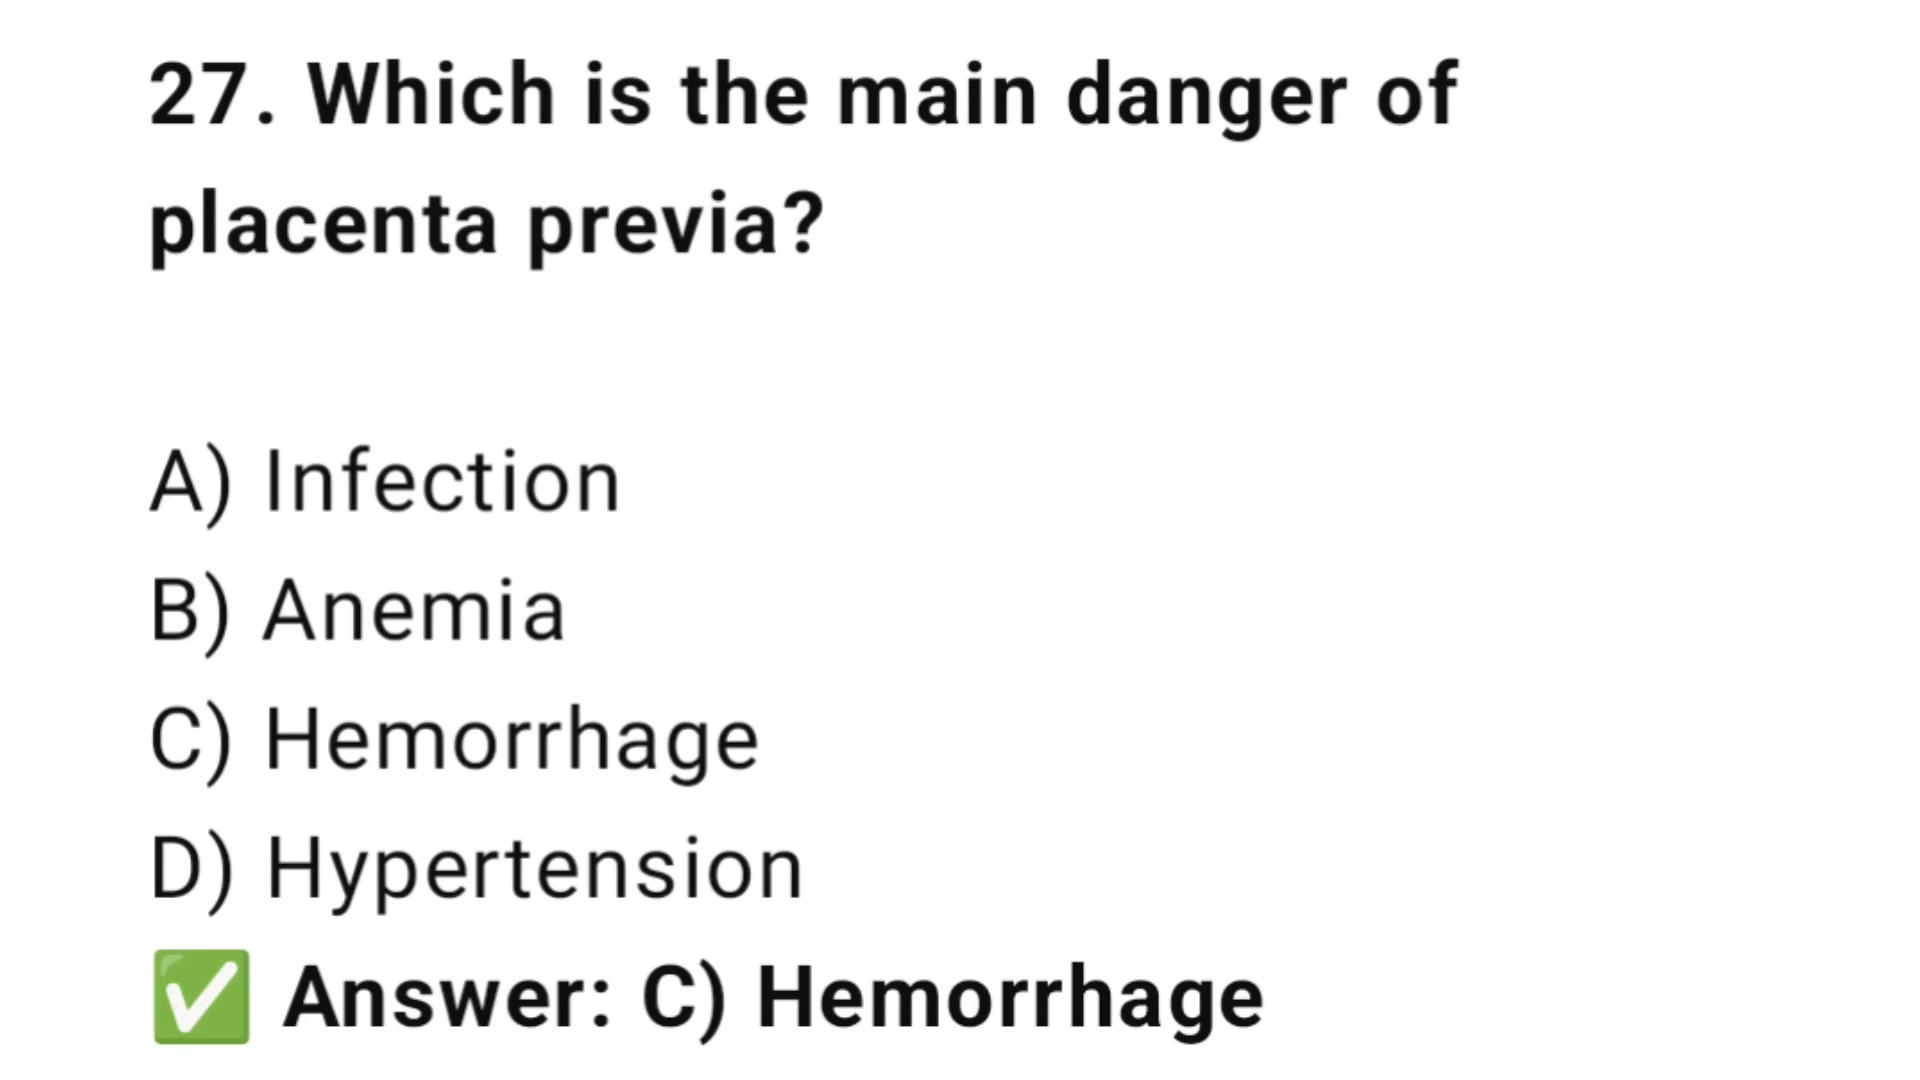 27. Which is the main danger of
placenta previa?
A) Infection
B) Anemia
C) Hemorrhage
D) Hypertension
✅ Answer: C) Hemorrhage